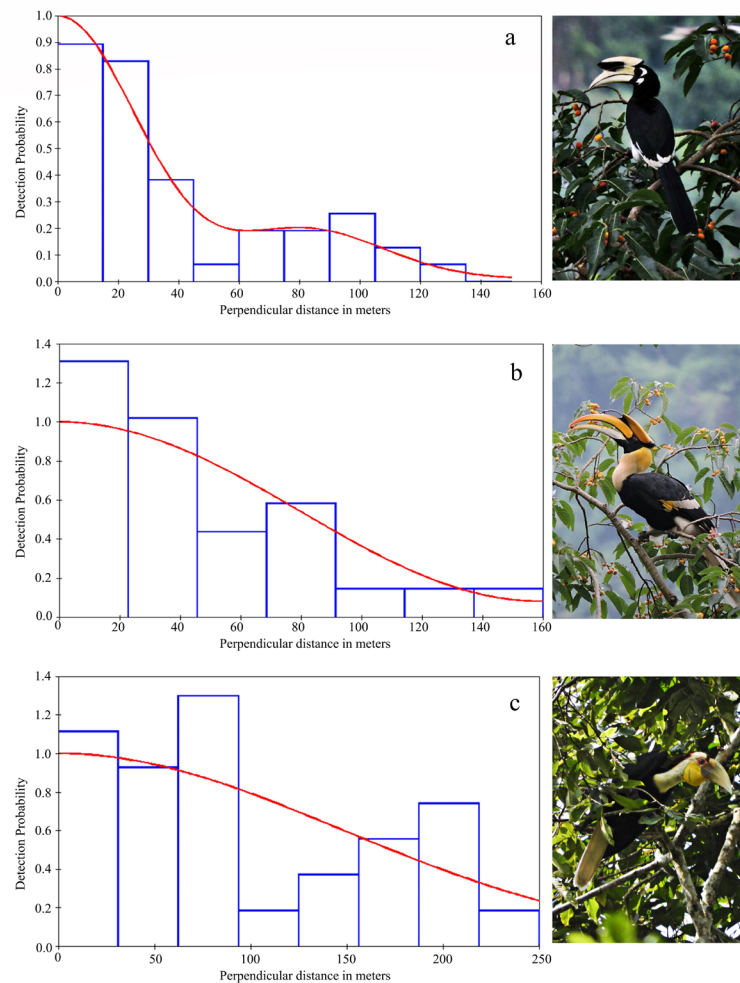 a
Detection Probability
1.0
0.9
0.8
0.7
0.6
0.5
0.4
0.3
0.2
0.1
0.0
0 20 40 60 80 100 120 140 160
Perpendicular distance in meters
b
Detection Probability
1.4
1.2
1.0
0.8
0.6
0.4
0.2
0.0
0 20 40 60 80 100 120 140 160
Perpendicular distance in meters
c
Detection Probability
1.4
1.2
1.0
0.8
0.6
0.4
0.2
0.0
0 50 100 150 200 250
Perpendicular distance in meters